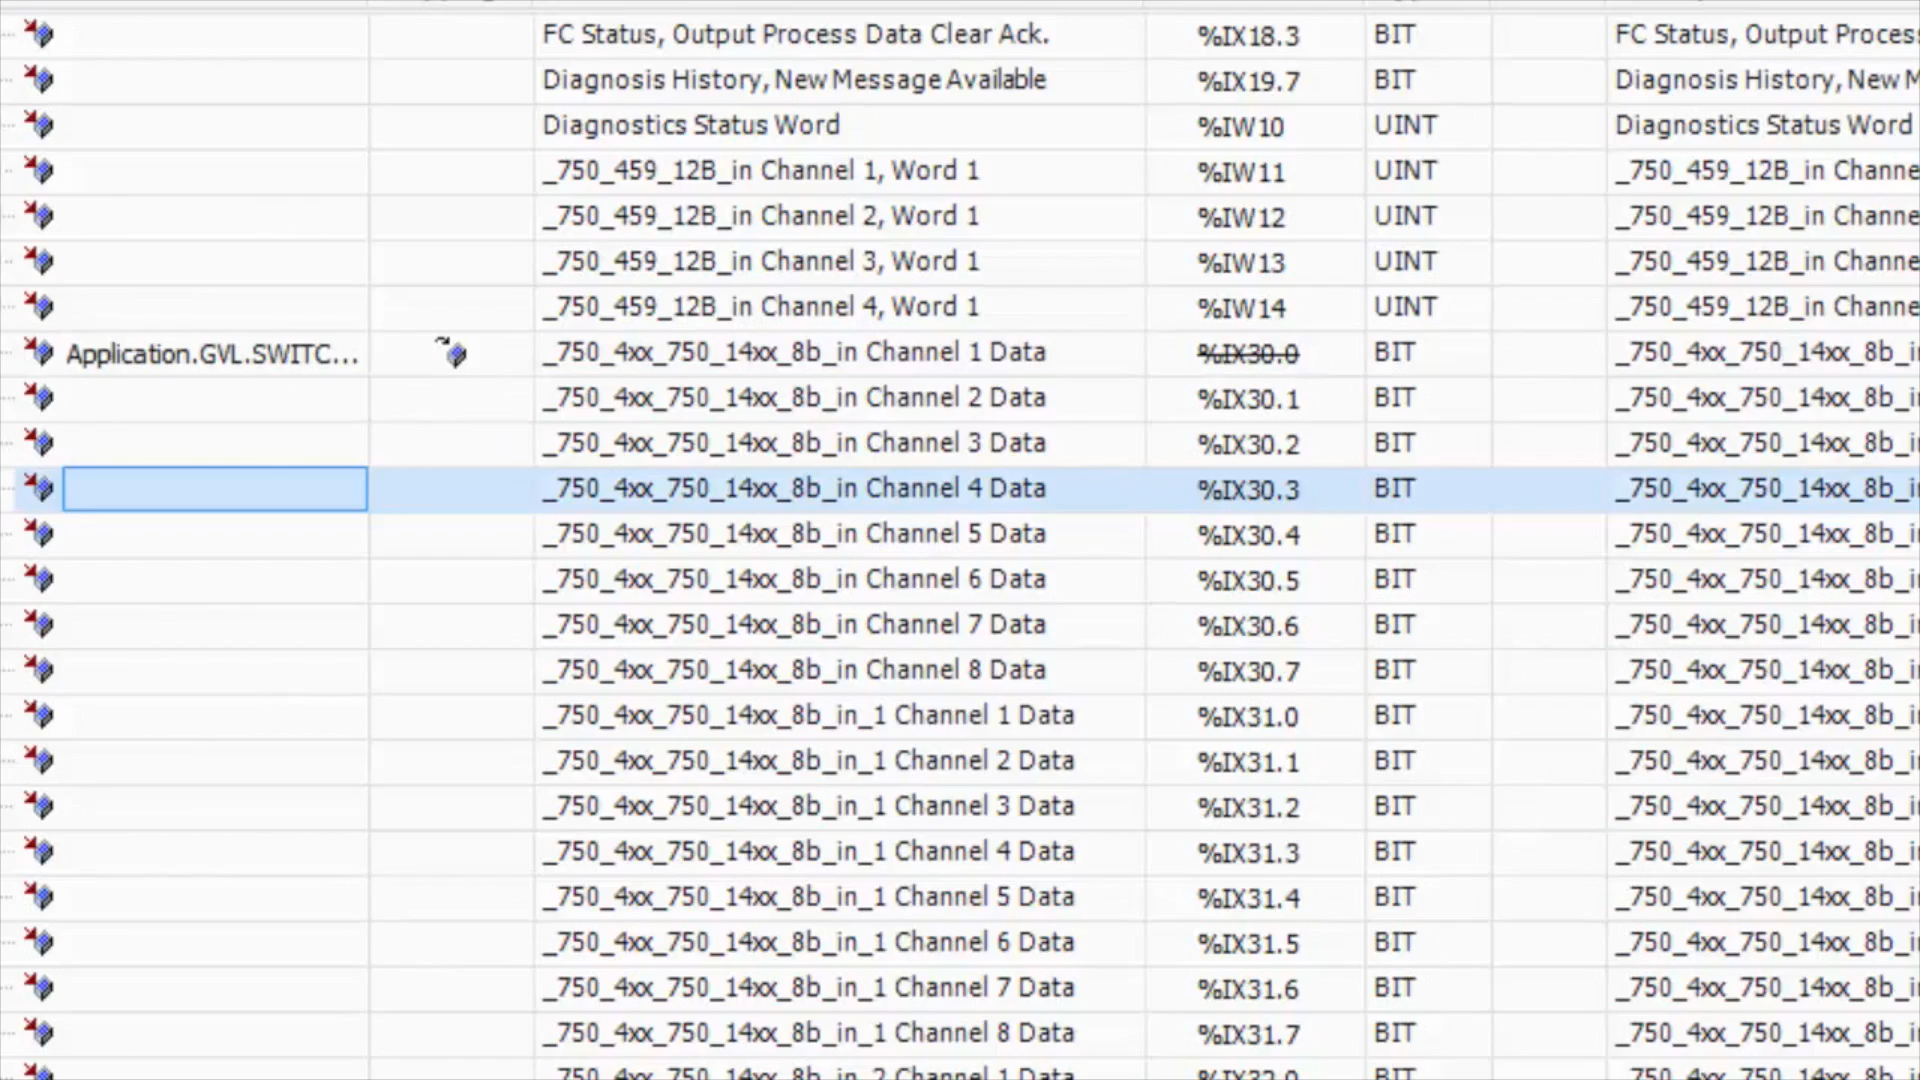 FC Status, Output Process Data Clear Ack. %IX18.3 BIT FC Status, Output Process
Diagnosis History, New Message Available %IX19.7 BIT Diagnosis History, New M
Diagnostics Status Word %IW10 UINT Diagnostics Status Word
_750_459_12B_in Channel 1, Word 1 %IW11 UINT _750_459_12B_in Channe
_750_459_12B_in Channel 2, Word 1 %IW12 UINT _750_459_12B_in Channe
_750_459_12B_in Channel 3, Word 1 %IW13 UINT _750_459_12B_in Channe
_750_459_12B_in Channel 4, Word 1 %IW14 UINT _750_459_12B_in Channe
Application.GVL.SWITC... _750_4xx_750_14xx_8b_in Channel 1 Data %IX30.0 BIT _750_4xx_750_14xx_8b_i
_750_4xx_750_14xx_8b_in Channel 2 Data %IX30.1 BIT _750_4xx_750_14xx_8b_i
_750_4xx_750_14xx_8b_in Channel 3 Data %IX30.2 BIT _750_4xx_750_14xx_8b_i
_750_4xx_750_14xx_8b_in Channel 4 Data %IX30.3 BIT _750_4xx_750_14xx_8b_i
_750_4xx_750_14xx_8b_in Channel 5 Data %IX30.4 BIT _750_4xx_750_14xx_8b_i
_750_4xx_750_14xx_8b_in Channel 6 Data %IX30.5 BIT _750_4xx_750_14xx_8b_i
_750_4xx_750_14xx_8b_in Channel 7 Data %IX30.6 BIT _750_4xx_750_14xx_8b_i
_750_4xx_750_14xx_8b_in Channel 8 Data %IX30.7 BIT _750_4xx_750_14xx_8b_i
_750_4xx_750_14xx_8b_in_1 Channel 1 Data %IX31.0 BIT _750_4xx_750_14xx_8b_i
_750_4xx_750_14xx_8b_in_1 Channel 2 Data %IX31.1 BIT _750_4xx_750_14xx_8b_i
_750_4xx_750_14xx_8b_in_1 Channel 3 Data %IX31.2 BIT _750_4xx_750_14xx_8b_i
_750_4xx_750_14xx_8b_in_1 Channel 4 Data %IX31.3 BIT _750_4xx_750_14xx_8b_i
_750_4xx_750_14xx_8b_in_1 Channel 5 Data %IX31.4 BIT _750_4xx_750_14xx_8b_i
_750_4xx_750_14xx_8b_in_1 Channel 6 Data %IX31.5 BIT _750_4xx_750_14xx_8b_i
_750_4xx_750_14xx_8b_in_1 Channel 7 Data %IX31.6 BIT _750_4xx_750_14xx_8b_i
_750_4xx_750_14xx_8b_in_1 Channel 8 Data %IX31.7 BIT _750_4xx_750_14xx_8b_i
_750_4xx_750_14xx_8b_in_2 Channel 1 Data %IX32.0 BIT _750_4xx_750_14xx_8b_i